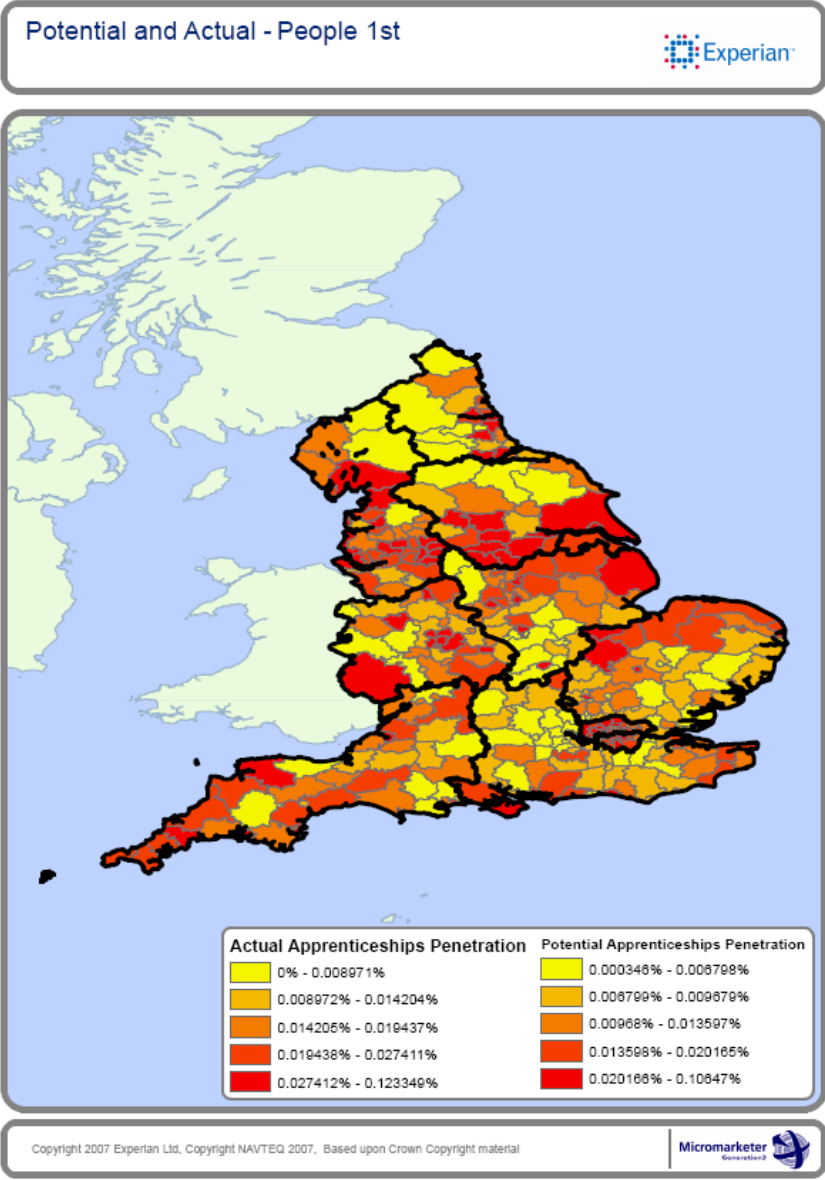 Potential and Actual - People 1st
Experian™
Actual Apprenticeships Penetration
0% - 0.008971%
0.008972% - 0.014204%
0.014205% - 0.019437%
0.019438% - 0.027411%
0.027412% - 0.123349%
Potential Apprenticeships Penetration
0.000346% - 0.006798%
0.006799% - 0.009679%
0.00968% - 0.013597%
0.013598% - 0.020165%
0.020166% - 0.10647%
Copyright 2007 Experian Ltd, Copyright NAVTEQ 2007, Based upon Crown Copyright material
Micromarketer
Generation3